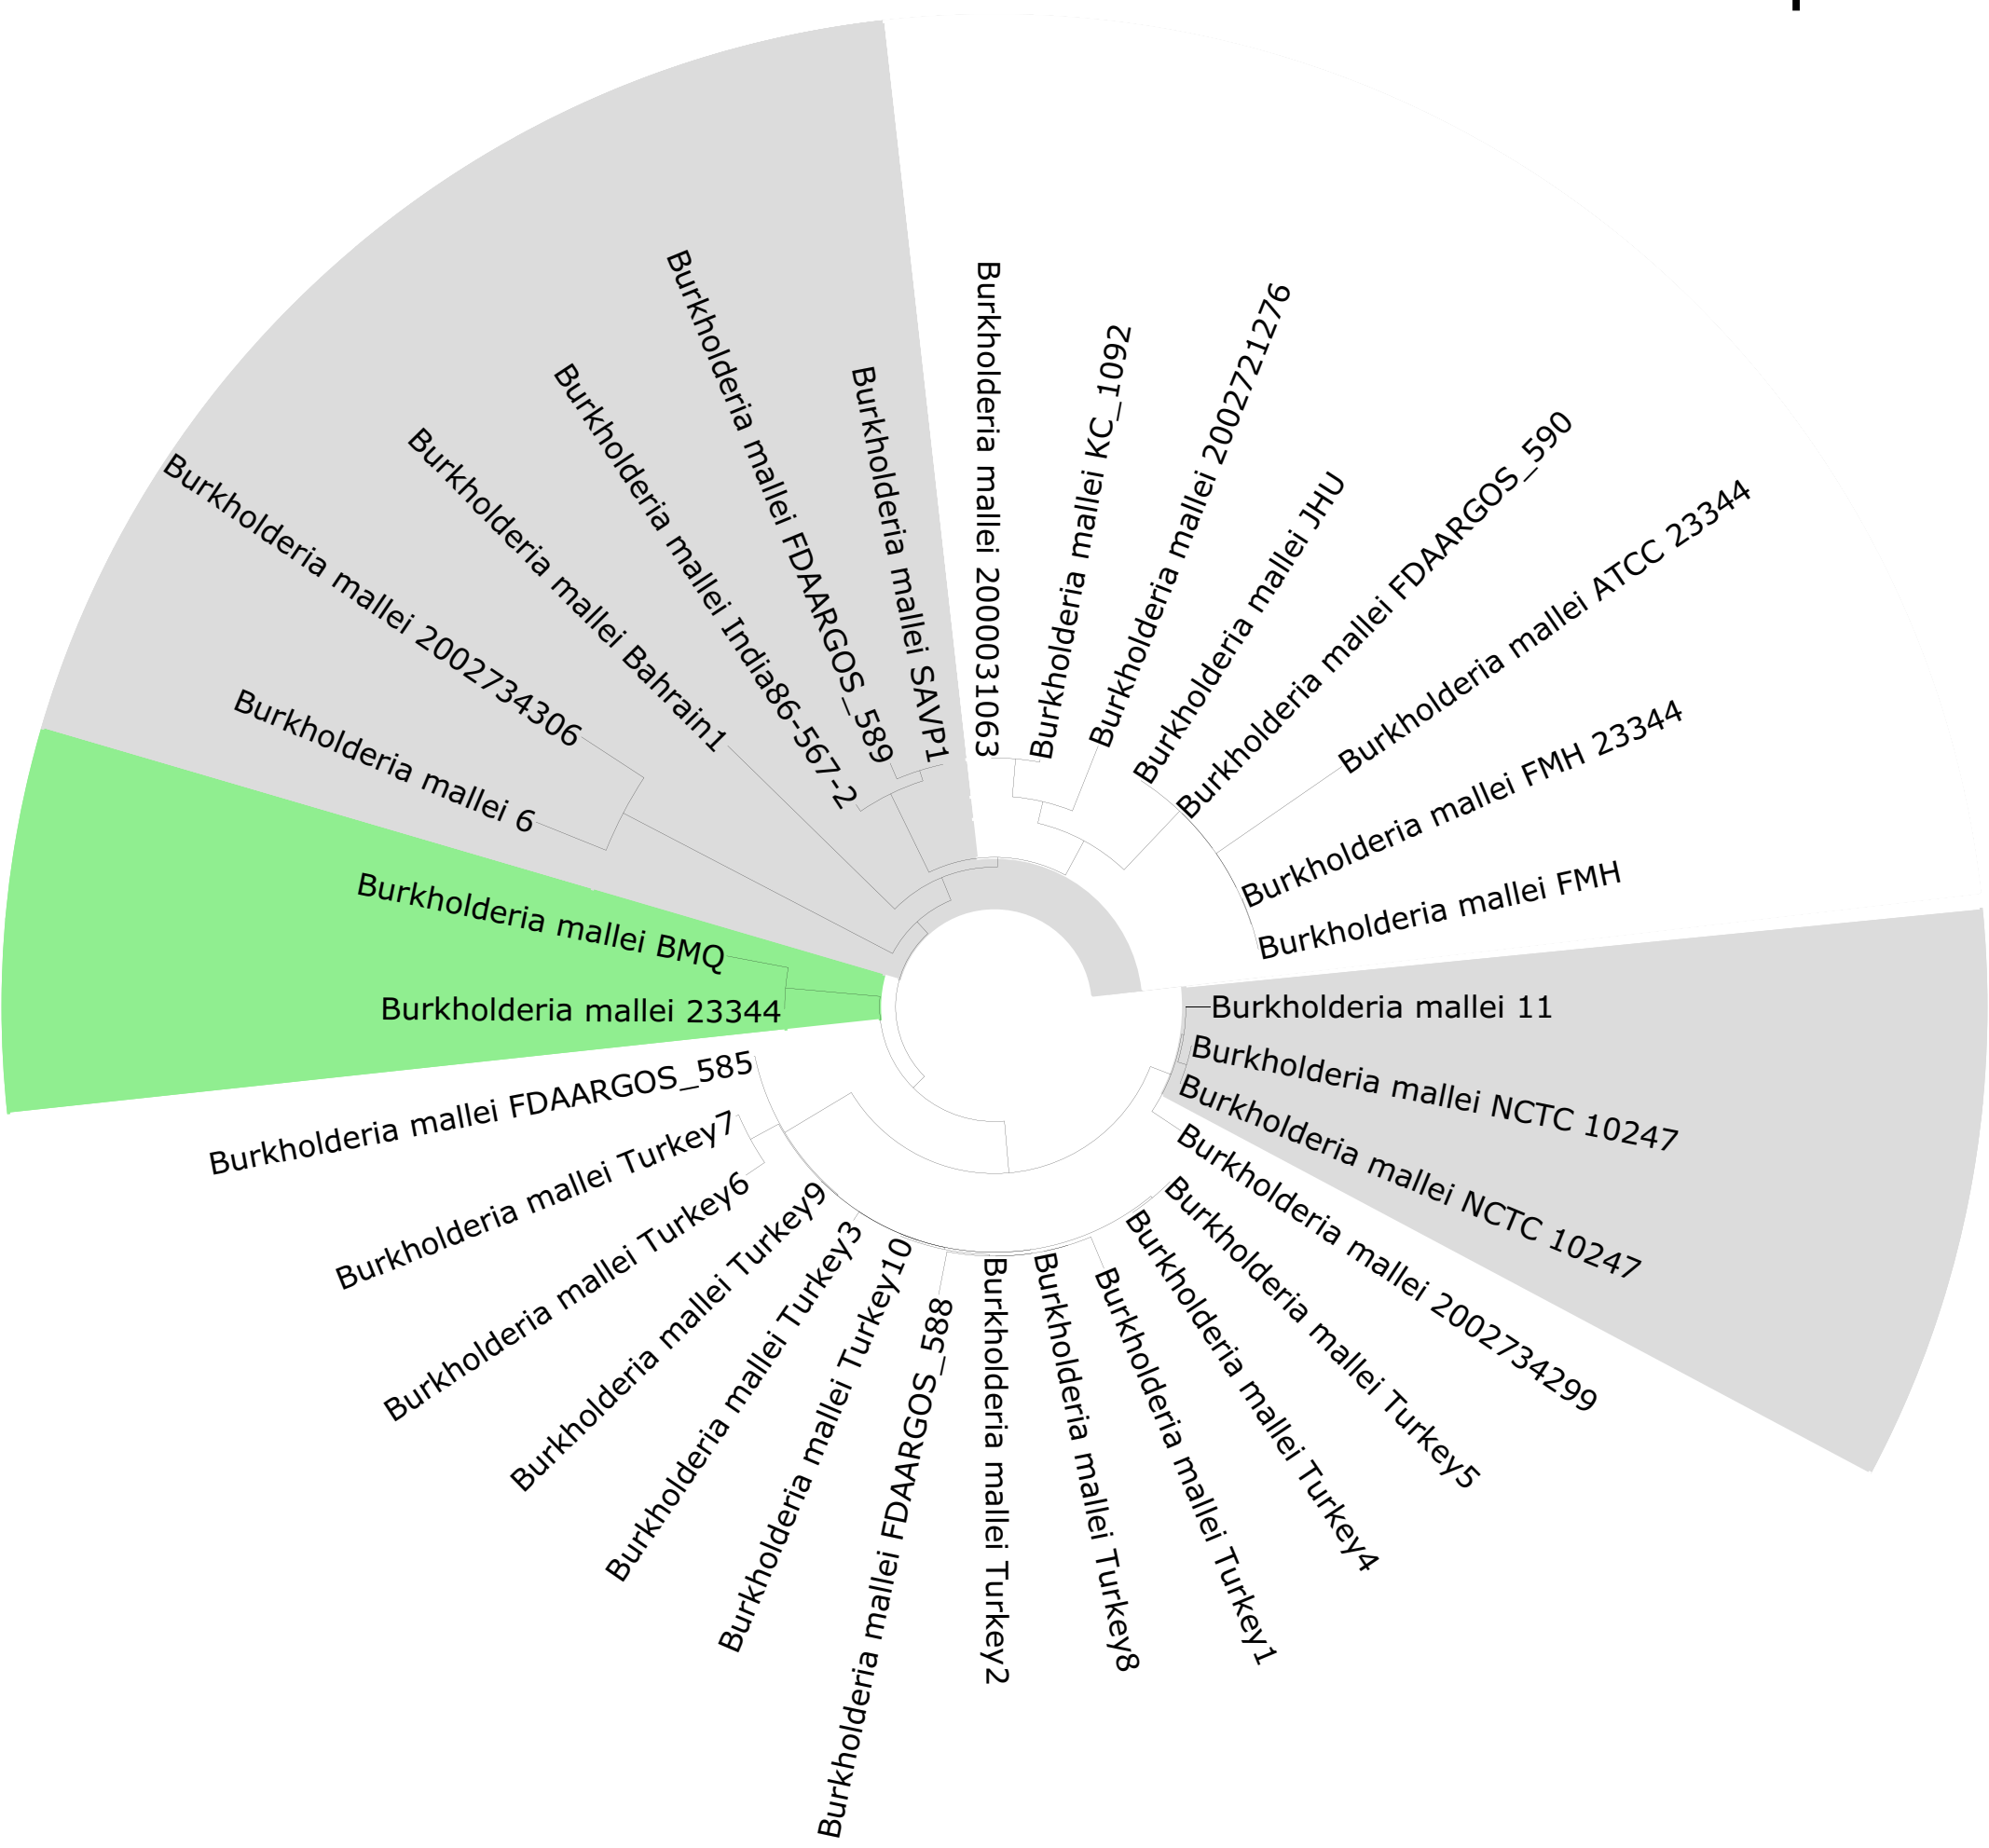 Burkholderia mallei 2000031063
Burkholderia mallei KC_1092
Burkholderia mallei 2002721276
Burkholderia mallei JHU
Burkholderia mallei FDAARGOS_590
Burkholderia mallei ATCC 23344
Burkholderia mallei FMH 23344
Burkholderia mallei FMH
Burkholderia mallei 11
Burkholderia mallei NCTC 10247
Burkholderia mallei NCTC 10247
Burkholderia mallei 2002734299
Burkholderia mallei Turkey5
Burkholderia mallei Turkey4
Burkholderia mallei Turkey1
Burkholderia mallei Turkey8
Burkholderia mallei Turkey2
Burkholderia mallei FDAARGOS_588
Burkholderia mallei Turkey10
Burkholderia mallei Turkey3
Burkholderia mallei Turkey9
Burkholderia mallei Turkey6
Burkholderia mallei Turkey7
Burkholderia mallei FDAARGOS_585
Burkholderia mallei 23344
Burkholderia mallei BMQ
Burkholderia mallei 6
Burkholderia mallei 2002734306
Burkholderia mallei Bahrain1
Burkholderia mallei India86-567-2
Burkholderia mallei FDAARGOS_589
Burkholderia mallei SAVP1